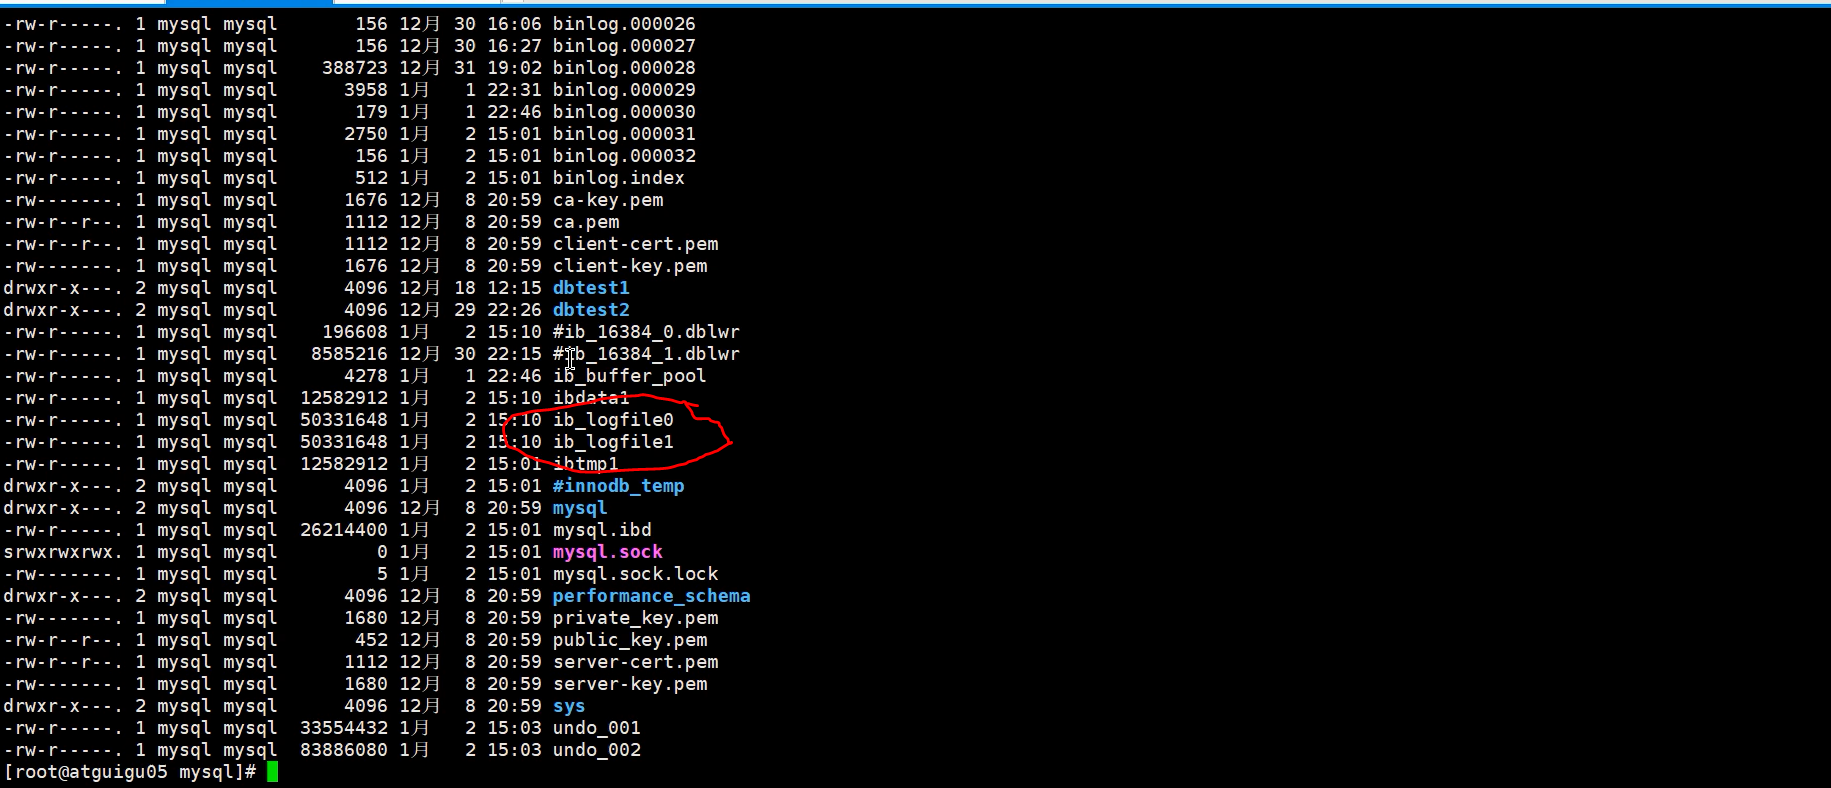 -rw-r-----. 1 mysql mysql 156 12月 30 16:06 binlog.000026
-rw-r-----. 1 mysql mysql 156 12月 30 16:27 binlog.000027
-rw-r-----. 1 mysql mysql 388723 12月 31 19:02 binlog.000028
-rw-r-----. 1 mysql mysql 3958 1月 1 22:31 binlog.000029
-rw-r-----. 1 mysql mysql 179 1月 1 22:46 binlog.000030
-rw-r-----. 1 mysql mysql 2750 1月 2 15:01 binlog.000031
-rw-r-----. 1 mysql mysql 156 1月 2 15:01 binlog.000032
-rw-r-----. 1 mysql mysql 512 1月 2 15:01 binlog.index
-rw-------. 1 mysql mysql 1676 12月 8 20:59 ca-key.pem
-rw-r--r--. 1 mysql mysql 1112 12月 8 20:59 ca.pem
-rw-r--r--. 1 mysql mysql 1112 12月 8 20:59 client-cert.pem
-rw-------. 1 mysql mysql 1676 12月 8 20:59 client-key.pem
drwxr-x---. 2 mysql mysql 4096 12月 18 12:15 dbtest1
drwxr-x---. 2 mysql mysql 4096 12月 29 22:26 dbtest2
-rw-r-----. 1 mysql mysql 196608 1月 2 15:10 #ib_16384_0.dblwr
-rw-r-----. 1 mysql mysql 8585216 12月 30 22:15 #ib_16384_1.dblwr
-rw-r-----. 1 mysql mysql 4278 1月 1 22:46 ib_buffer_pool
-rw-r-----. 1 mysql mysql 12582912 1月 2 15:10 ibdata1
-rw-r-----. 1 mysql mysql 50331648 1月 2 15:10 ib_logfile0
-rw-r-----. 1 mysql mysql 50331648 1月 2 15:10 ib_logfile1
-rw-r-----. 1 mysql mysql 12582912 1月 2 15:01 ibtmp1
drwxr-x---. 2 mysql mysql 4096 1月 2 15:01 #innodb_temp
drwxr-x---. 2 mysql mysql 4096 12月 8 20:59 mysql
-rw-r-----. 1 mysql mysql 26214400 1月 2 15:01 mysql.ibd
srwxrwxrwx. 1 mysql mysql 0 1月 2 15:01 mysql.sock
-rw-------. 1 mysql mysql 5 1月 2 15:01 mysql.sock.lock
drwxr-x---. 2 mysql mysql 4096 12月 8 20:59 performance_schema
-rw-------. 1 mysql mysql 1680 12月 8 20:59 private_key.pem
-rw-r--r--. 1 mysql mysql 452 12月 8 20:59 public_key.pem
-rw-r--r--. 1 mysql mysql 1112 12月 8 20:59 server-cert.pem
-rw-------. 1 mysql mysql 1680 12月 8 20:59 server-key.pem
drwxr-x---. 2 mysql mysql 4096 12月 8 20:59 sys
-rw-r-----. 1 mysql mysql 33554432 1月 2 15:03 undo_001
-rw-r-----. 1 mysql mysql 83886080 1月 2 15:03 undo_002
[root@atguigu05 mysql]#